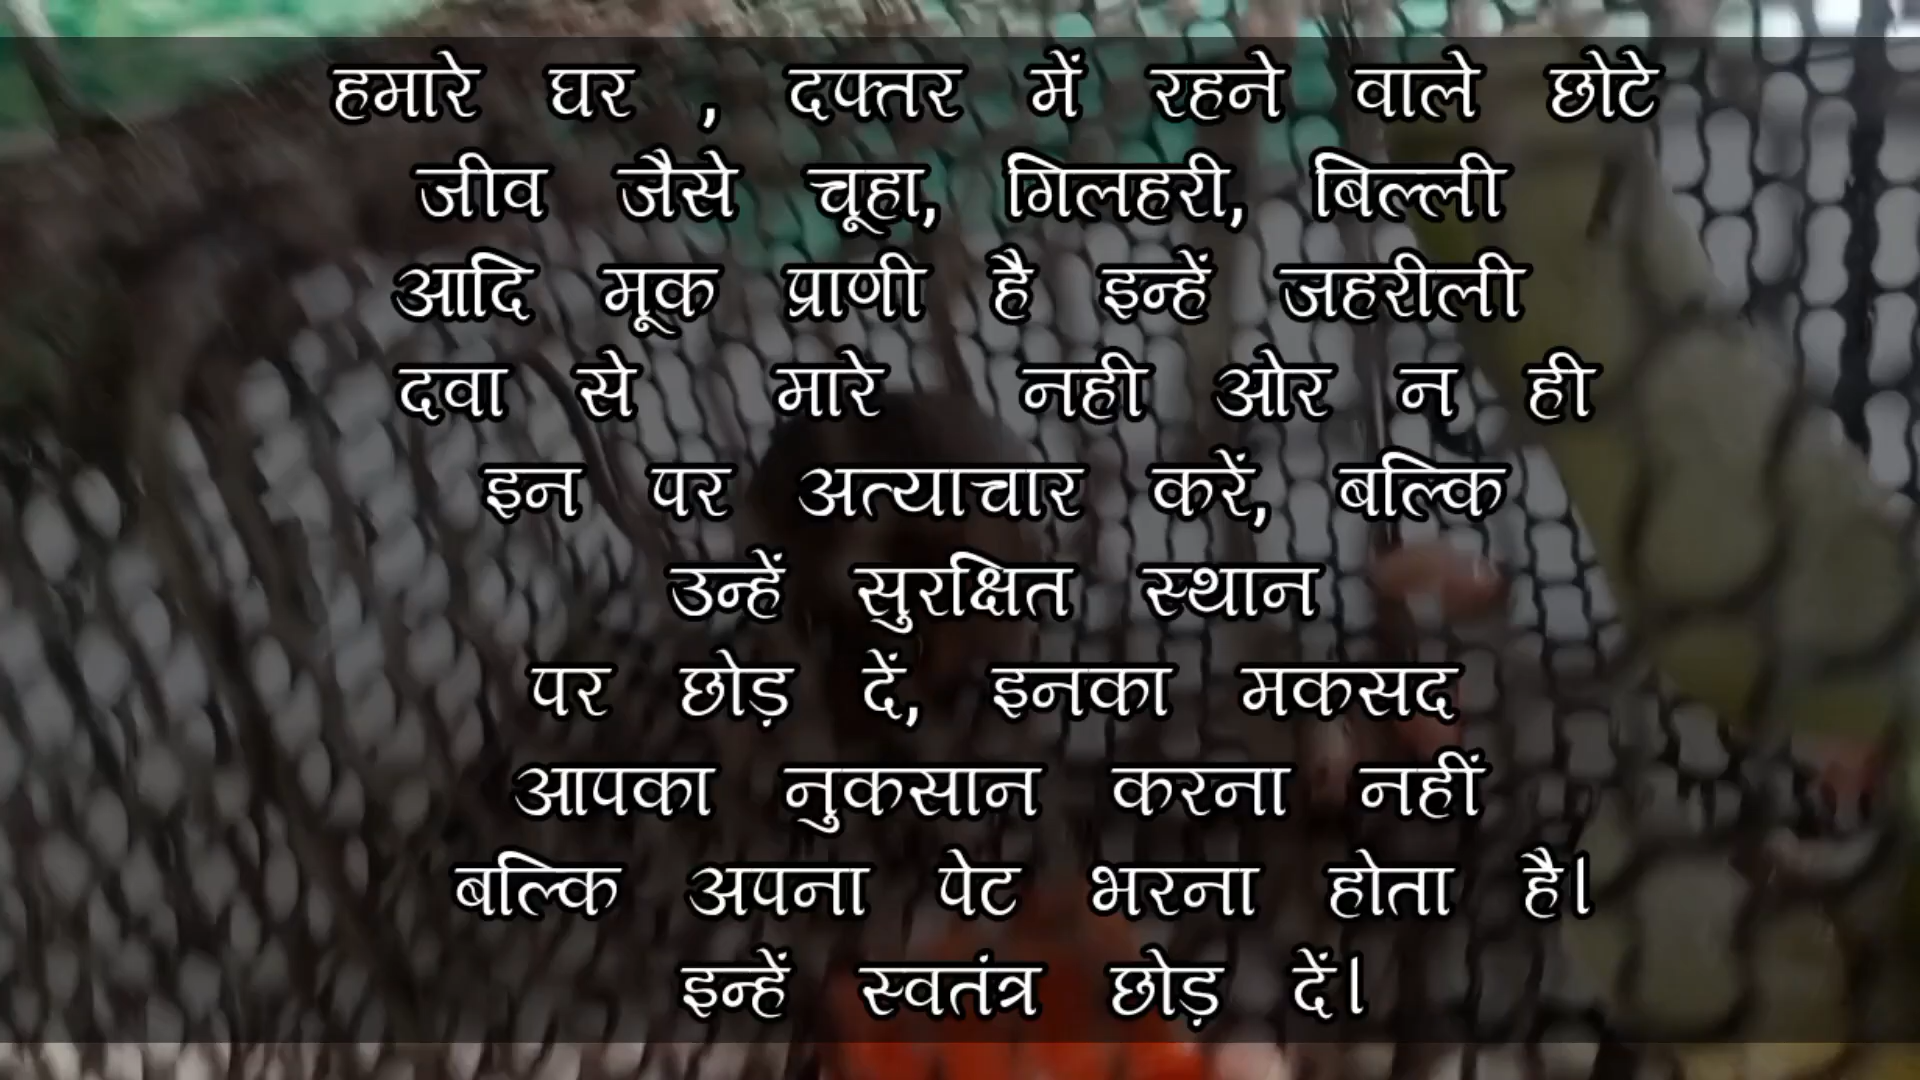 हमारे घर , दफ्तर में रहने वाले छोटे
जीव जैसे चूहा, गिलहरी, बिल्ली
आदि मूक प्राणी है इन्हें जहरीली
दवा से मारे नही ओर न ही
इन पर अत्याचार करें, बल्कि
उन्हें सुरक्षित स्थान
पर छोड़ दें, इनका मकसद
आपका नुकसान करना नहीं
बल्कि अपना पेट भरना होता है।
इन्हें स्वतंत्र छोड़ दें।